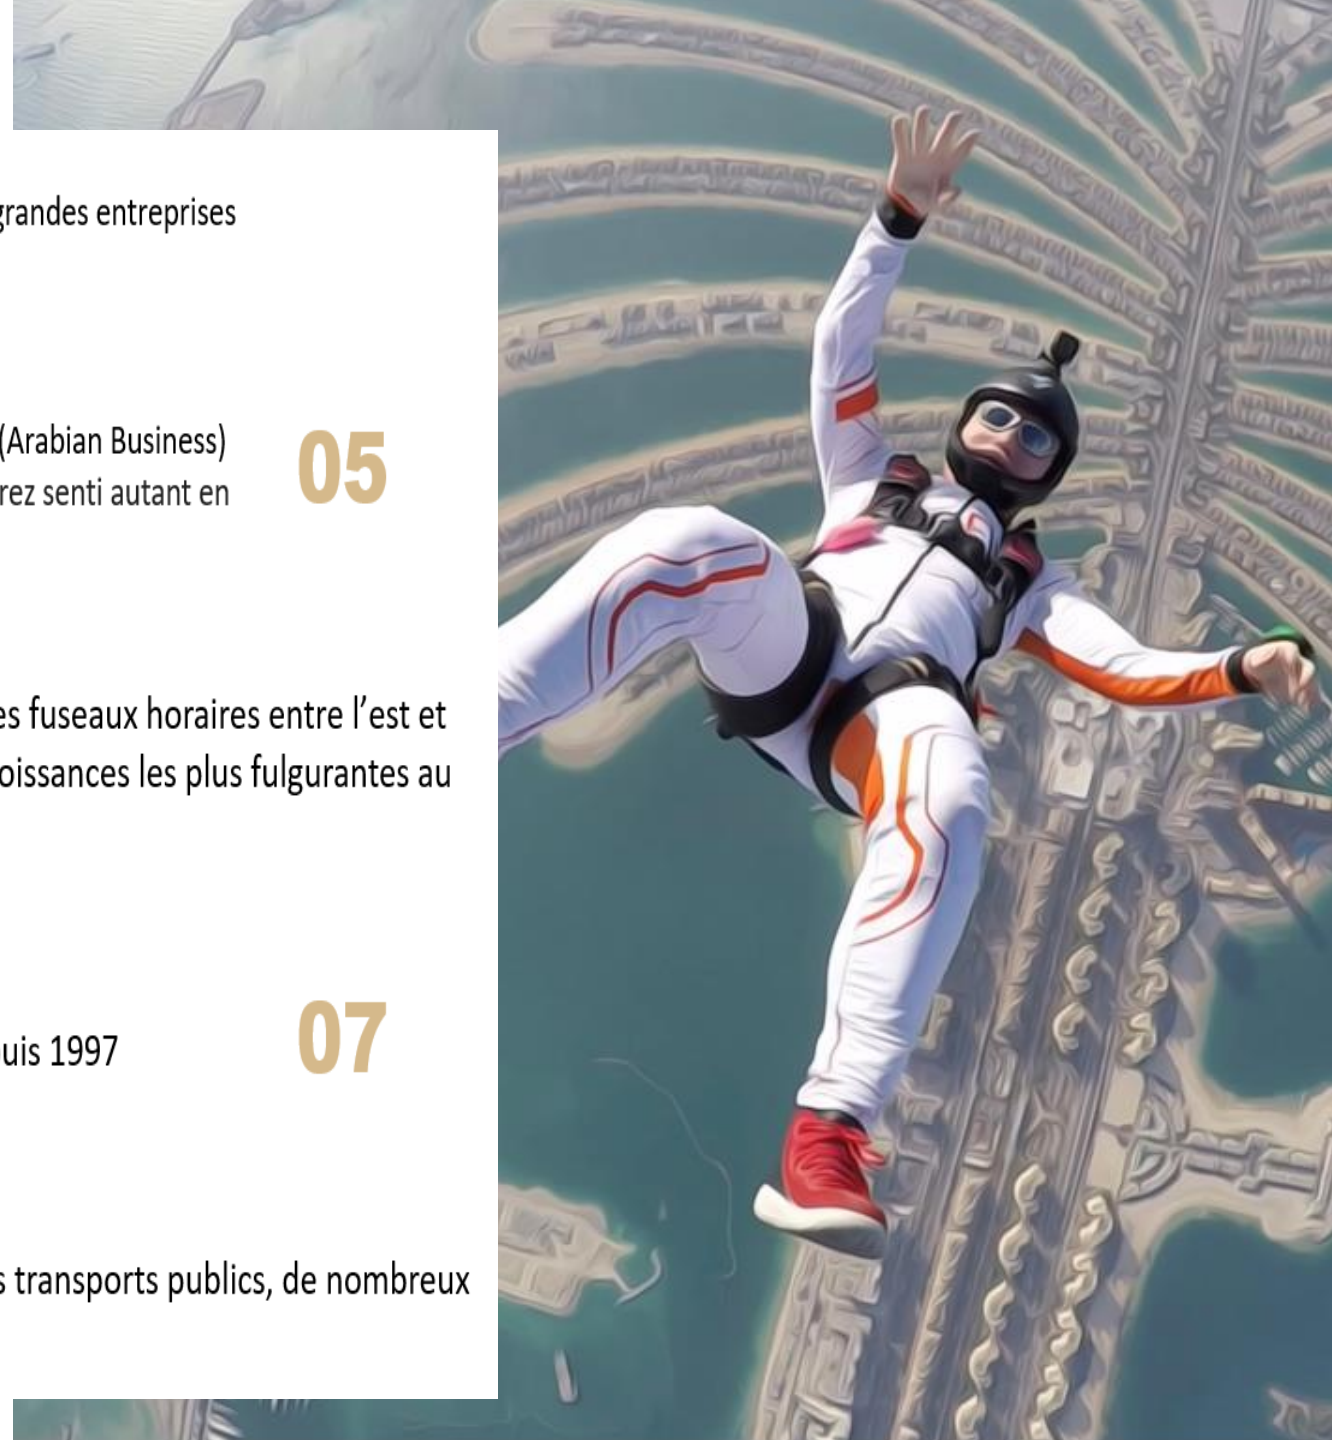 grandes entreprises
(Arabian Business)
05
rez senti autant en
es fuseaux horaires entre l’est et
oissances les plus fulgurantes au
uis 1997
07
s transports publics, de nombreux